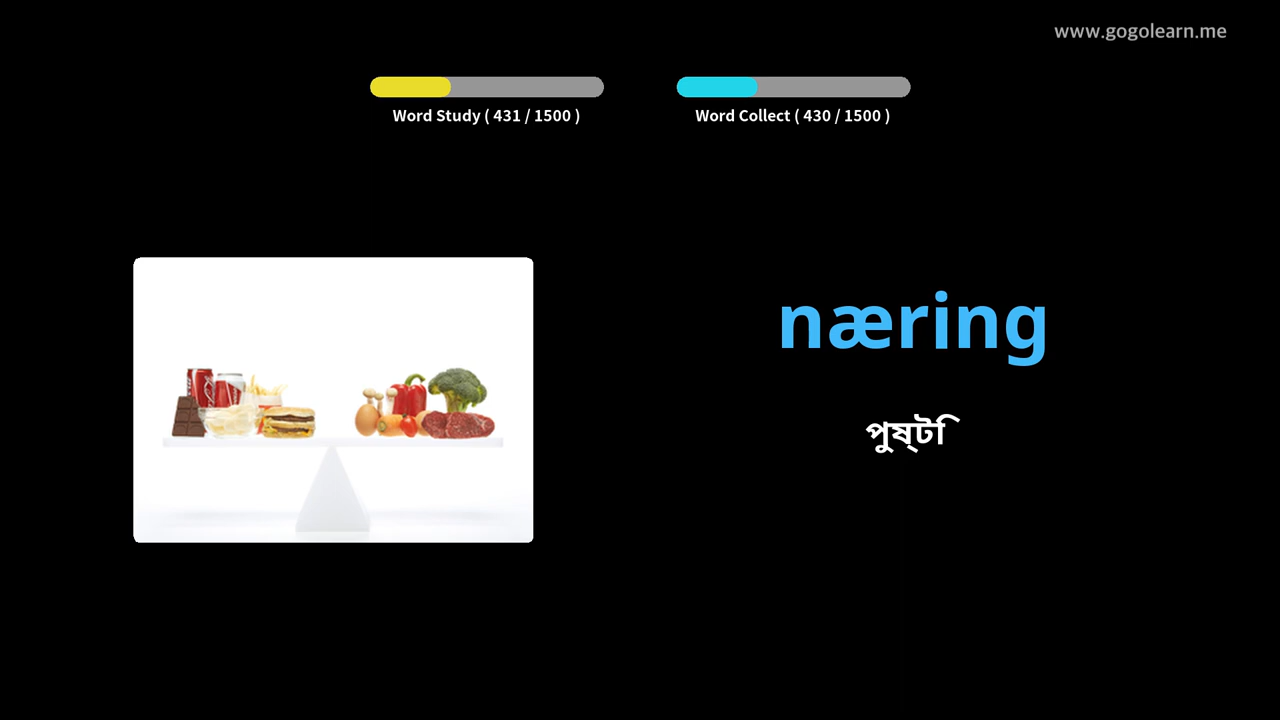 www.gogolearn.me
Word Study ( 431 / 1500 )
Word Collect ( 430 / 1500 )
næring
পুষ্টি